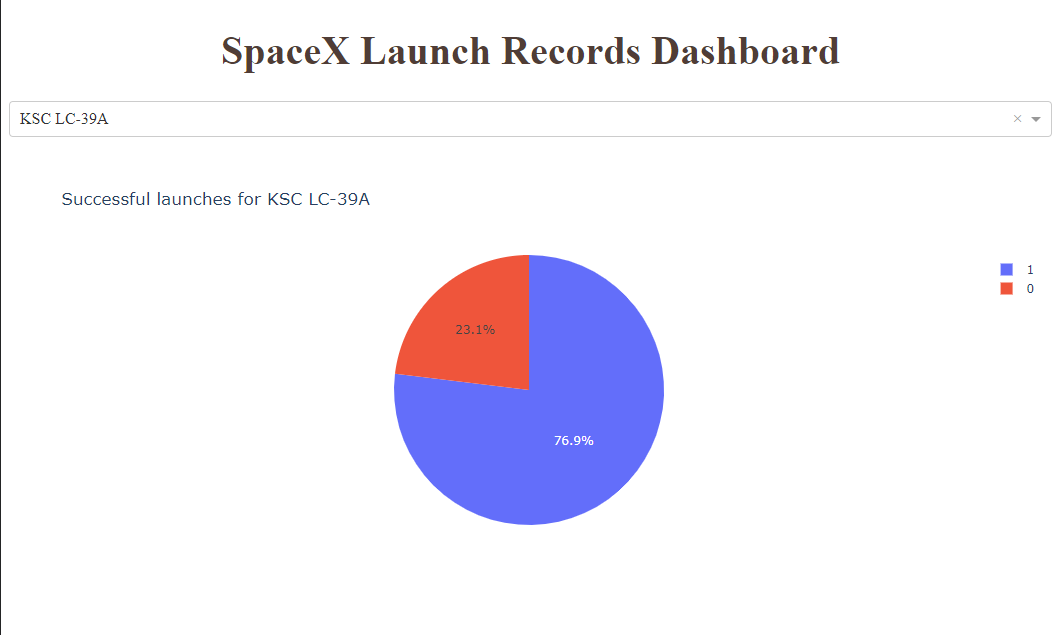 SpaceX Launch Records Dashboard
KSC LC-39A
Successful launches for KSC LC-39A
1
0
23.1%
76.9%